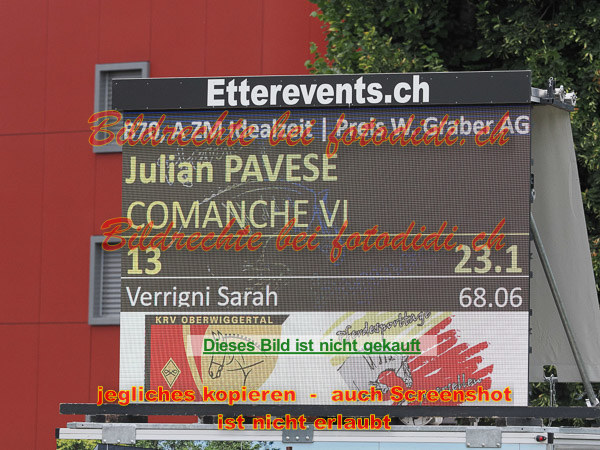 Etterevents.ch
B70, A ZM Idealzeit | Preis W. Graber AG
Bildrechte bei fotodidi.ch
Julian PAVESE
COMANCHE VI
Bildrechte bei fotodidi.ch
13 23.1
Verrigni Sarah 68.06
KRV OBERWIGGERTAL
Pferdesporttage
Dieses Bild ist nicht gekauft
jegliches kopieren - auch Screenshot
ist nicht erlaubt